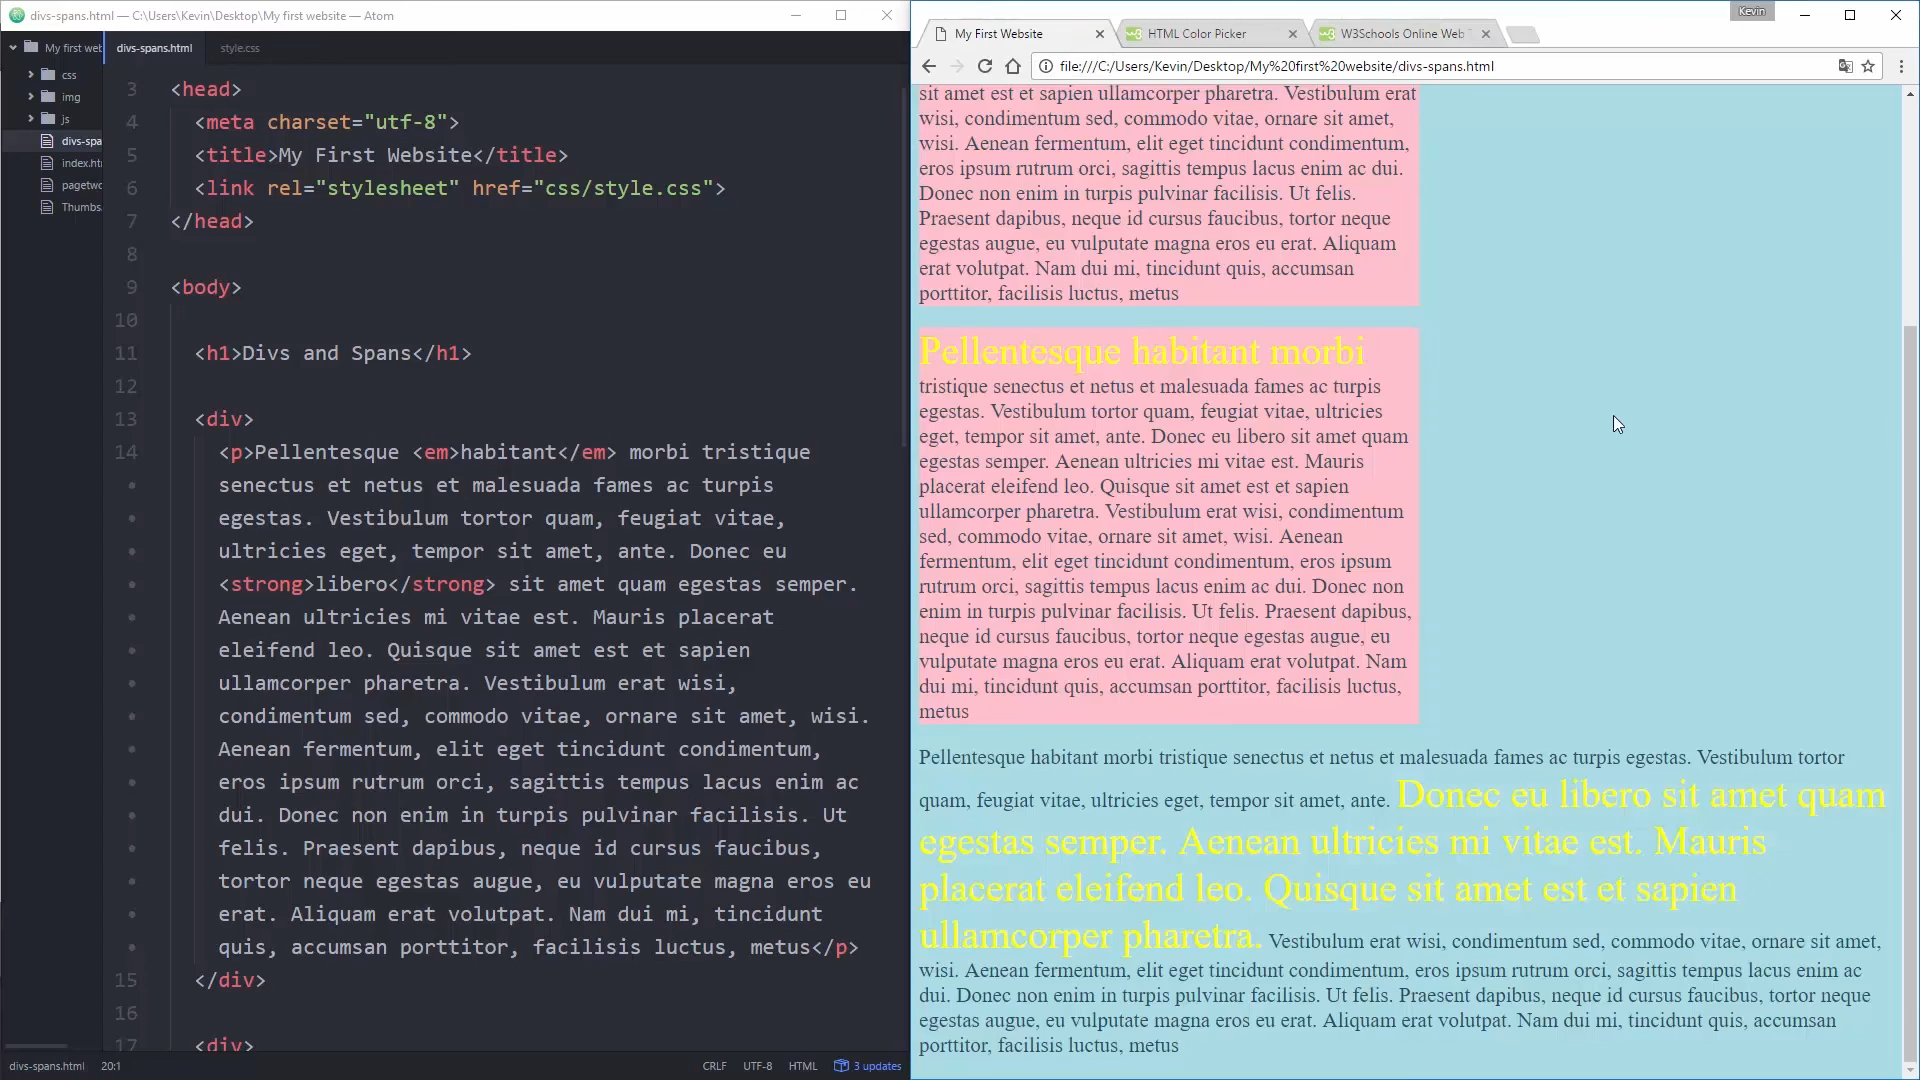 divs-spans.html — C:\Users\Kevin\Desktop\My first website — Atom
My first wel
css
img
js
divs-spa
index.ht
pagetwo
Thumbs.
divs-spans.html
style.css
3 <head>
4 <meta charset="utf-8">
5 <title>My First Website</title>
6 <link rel="stylesheet" href="css/style.css">
7 </head>
8
9 <body>
10
11 <h1>Divs and Spans</h1>
12
13 <div>
14 <p>Pellentesque <em>habitant</em> morbi tristique
senectus et netus et malesuada fames ac turpis
egestas. Vestibulum tortor quam, feugiat vitae,
ultricies eget, tempor sit amet, ante. Donec eu
<strong>libero</strong> sit amet quam egestas semper.
Aenean ultricies mi vitae est. Mauris placerat
eleifend leo. Quisque sit amet est et sapien
ullamcorper pharetra. Vestibulum erat wisi,
condimentum sed, commodo vitae, ornare sit amet, wisi.
Aenean fermentum, elit eget tincidunt condimentum,
eros ipsum rutrum orci, sagittis tempus lacus enim ac
dui. Donec non enim in turpis pulvinar facilisis. Ut
felis. Praesent dapibus, neque id cursus faucibus,
tortor neque egestas augue, eu vulputate magna eros eu
erat. Aliquam erat volutpat. Nam dui mi, tincidunt
quis, accumsan porttitor, facilisis luctus, metus</p>
15 </div>
16
17 <div>
divs-spans.html 20:1
CRLF UTF-8 HTML 3 updates
Kevin
My First Website
HTML Color Picker
W3Schools Online Web T
file:///C:/Users/Kevin/Desktop/My%20first%20website/divs-spans.html
sit amet est et sapien ullamcorper pharetra. Vestibulum erat
wisi, condimentum sed, commodo vitae, ornare sit amet,
wisi. Aenean fermentum, elit eget tincidunt condimentum,
eros ipsum rutrum orci, sagittis tempus lacus enim ac dui.
Donec non enim in turpis pulvinar facilisis. Ut felis.
Praesent dapibus, neque id cursus faucibus, tortor neque
egestas augue, eu vulputate magna eros eu erat. Aliquam
erat volutpat. Nam dui mi, tincidunt quis, accumsan
porttitor, facilisis luctus, metus
Pellentesque habitant morbi
tristique senectus et netus et malesuada fames ac turpis
egestas. Vestibulum tortor quam, feugiat vitae, ultricies
eget, tempor sit amet, ante. Donec eu libero sit amet quam
egestas semper. Aenean ultricies mi vitae est. Mauris
placerat eleifend leo. Quisque sit amet est et sapien
ullamcorper pharetra. Vestibulum erat wisi, condimentum
sed, commodo vitae, ornare sit amet, wisi. Aenean
fermentum, elit eget tincidunt condimentum, eros ipsum
rutrum orci, sagittis tempus lacus enim ac dui. Donec non
enim in turpis pulvinar facilisis. Ut felis. Praesent dapibus,
neque id cursus faucibus, tortor neque egestas augue, eu
vulputate magna eros eu erat. Aliquam erat volutpat. Nam
dui mi, tincidunt quis, accumsan porttitor, facilisis luctus,
metus
Pellentesque habitant morbi tristique senectus et netus et malesuada fames ac turpis egestas. Vestibulum tortor
quam, feugiat vitae, ultricies eget, tempor sit amet, ante. Donec eu libero sit amet quam
egestas semper. Aenean ultricies mi vitae est. Mauris
placerat eleifend leo. Quisque sit amet est et sapien
ullamcorper pharetra. Vestibulum erat wisi, condimentum sed, commodo vitae, ornare sit amet,
wisi. Aenean fermentum, elit eget tincidunt condimentum, eros ipsum rutrum orci, sagittis tempus lacus enim ac
dui. Donec non enim in turpis pulvinar facilisis. Ut felis. Praesent dapibus, neque id cursus faucibus, tortor neque
egestas augue, eu vulputate magna eros eu erat. Aliquam erat volutpat. Nam dui mi, tincidunt quis, accumsan
porttitor, facilisis luctus, metus